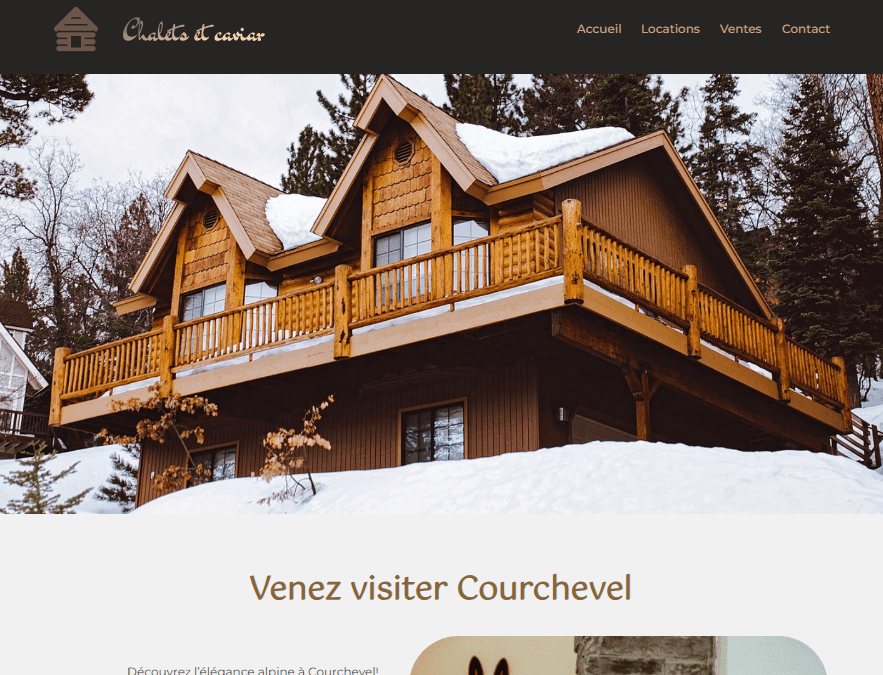 Chalets et caviar
Accueil Locations Ventes Contact
Venez visiter Courchevel
Découvrez l'élégance alpine à Courchevel!